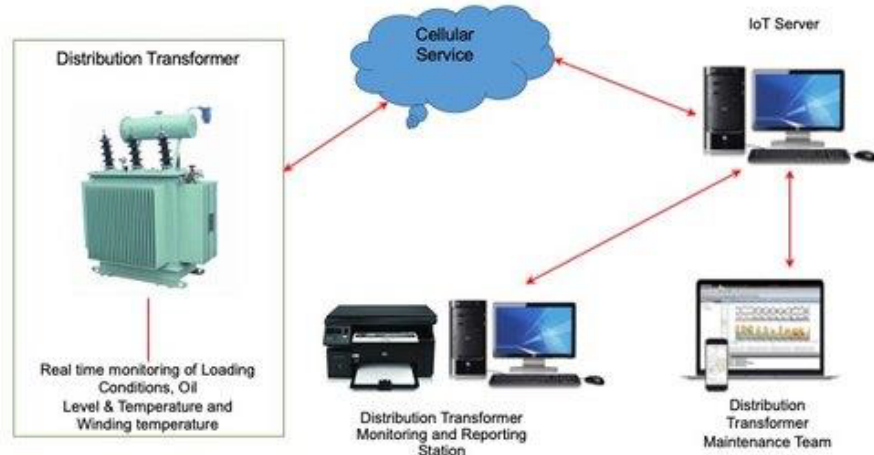 Distribution Transformer
Cellular
Service
IoT Server
Real time monitoring of Loading
Conditions, Oil
Level & Temperature and
Winding temperature
Distribution Transformer
Monitoring and Reporting
Station
Distribution
Transformer
Maintenance Team